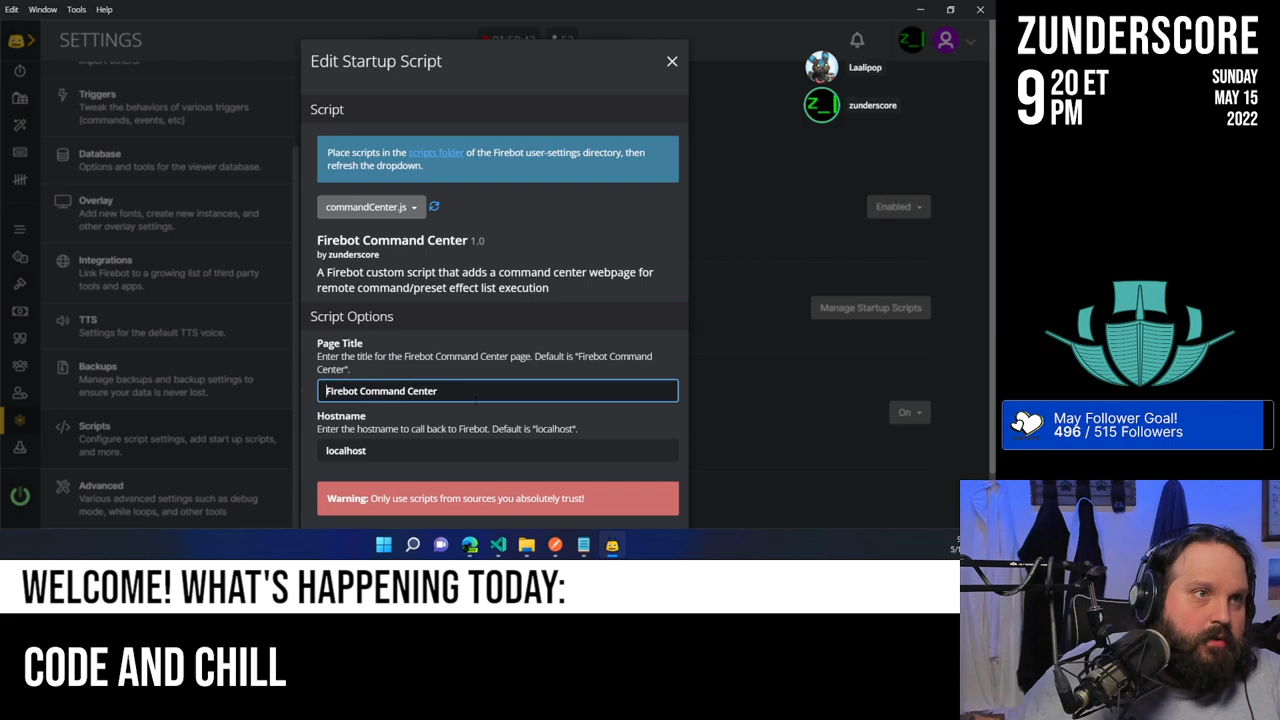 Edit
Window
Tools
Help
SETTINGS
Triggers
Tweak the behaviors of various triggers
(commands, events, etc)
Database
Options and tools for the viewer database.
Overlay
Add new fonts, create new instances, and
other overlay settings.
Integrations
Link Firebot to a growing list of third party
tools and apps.
TTS
Settings for the default TTS voice.
Backups
Manage backups and backup settings to
ensure your data is never lost.
Scripts
Configure script settings, add start up scripts,
and more.
Advanced
Various advanced settings such as debug
mode, while loops, and other tools
Edit Startup Script
Script
Place scripts in the scripts folder of the Firebot user-settings directory, then
refresh the dropdown.
commandCenter.js
Firebot Command Center 1.0
by zunderscore
A Firebot custom script that adds a command center webpage for
remote command/preset effect list execution
Script Options
Page Title
Enter the title for the Firebot Command Center page. Default is "Firebot Command
Center".
Firebot Command Center
Hostname
Enter the hostname to call back to Firebot. Default is "localhost".
localhost
Warning: Only use scripts from sources you absolutely trust!
Enabled
Manage Startup Scripts
On
Laalipop
z_
zunderscore
ZUNDERSCORE
9 20 ET
PM
SUNDAY
MAY 15
2022
May Follower Goal!
496 / 515 Followers
WELCOME! WHAT'S HAPPENING TODAY:
CODE AND CHILL